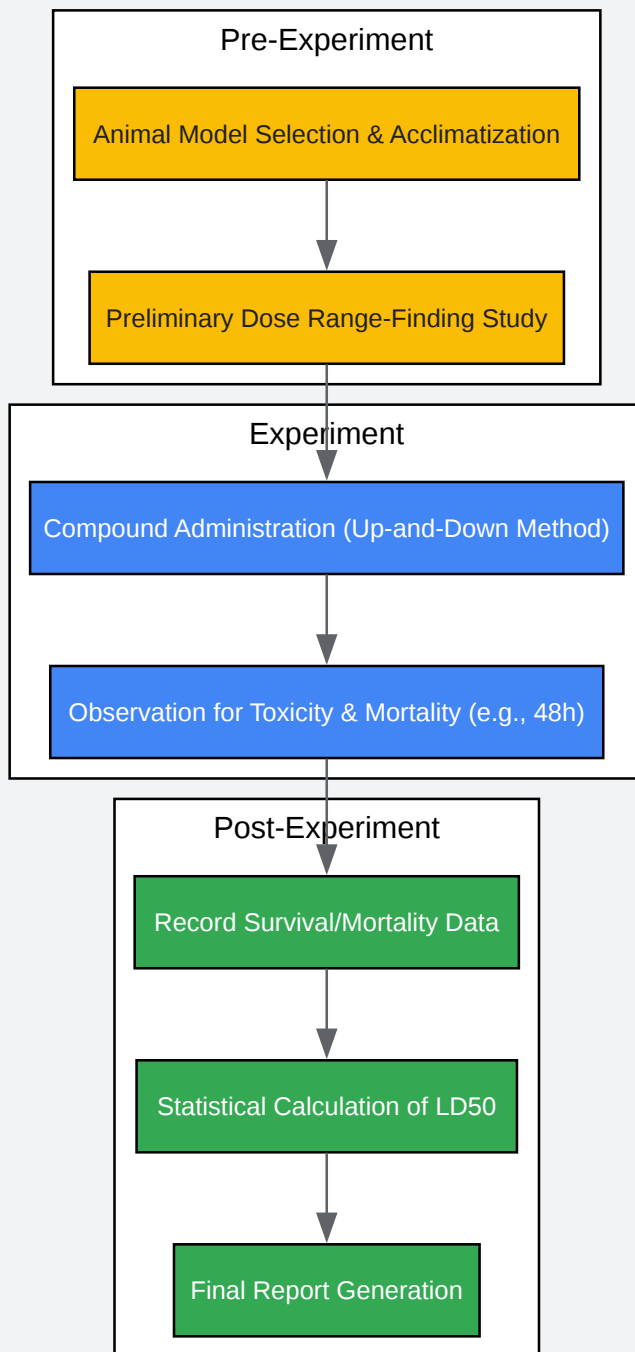 Pre-Experiment
Animal Model Selection & Acclimatization
Preliminary Dose Range-Finding Study
Experiment
Compound Administration (Up-and-Down Method)
Observation for Toxicity & Mortality (e.g., 48h)
Post-Experiment
Record Survival/Mortality Data
Statistical Calculation of LD50
Final Report Generation